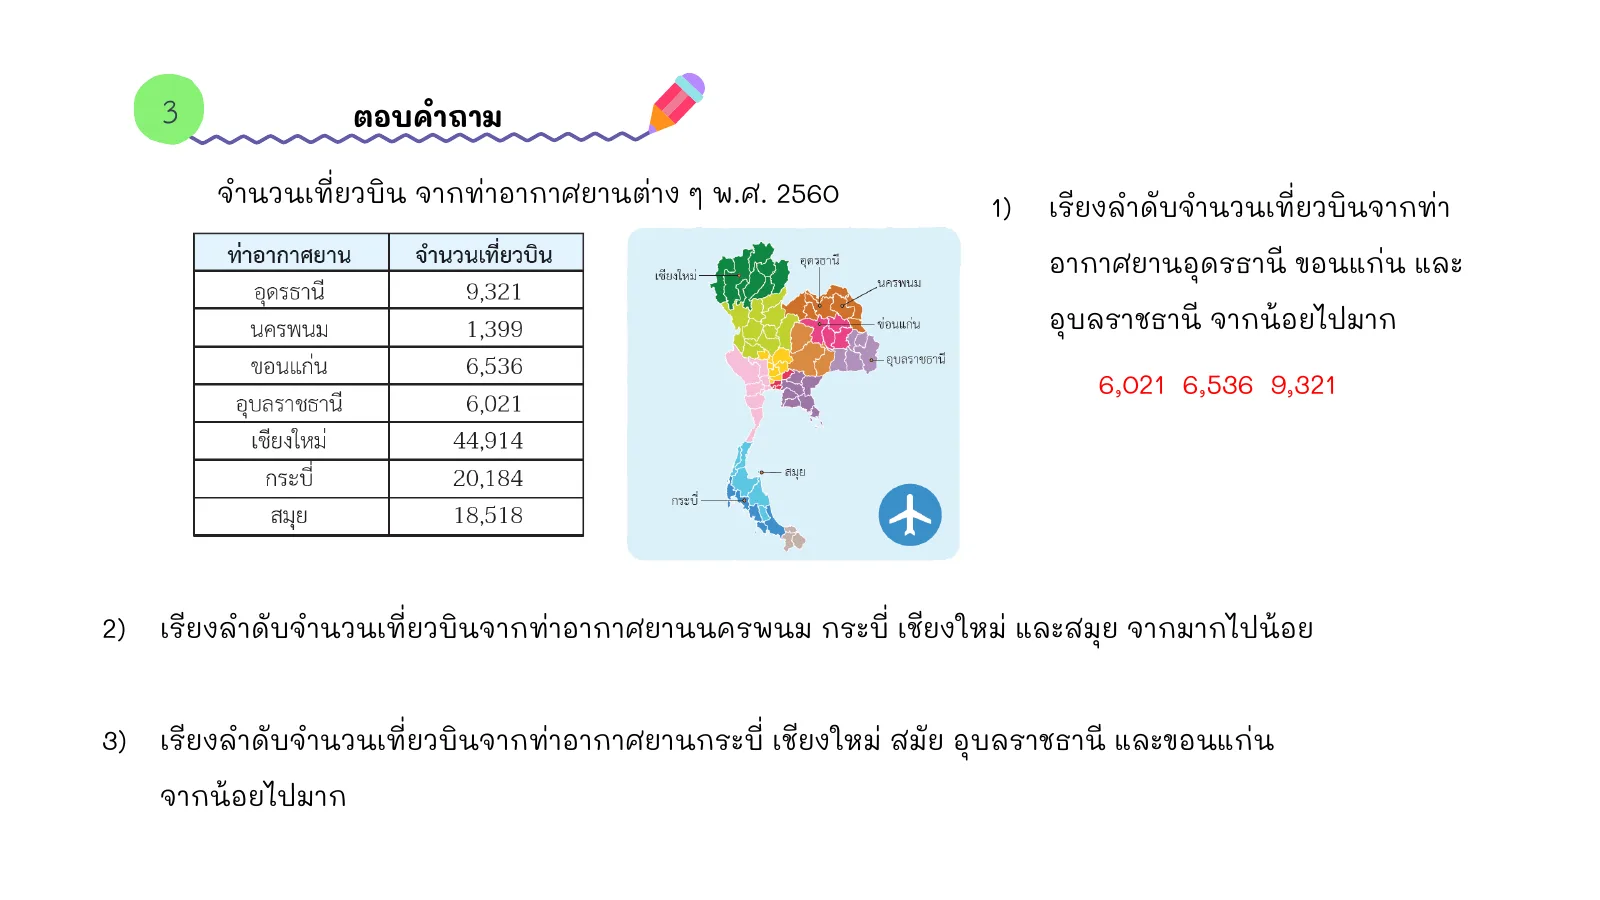 3
ตอบคำถาม
จำนวนเที่ยวบิน จากท่าอากาศยานต่าง ๆ พ.ศ. 2560
ท่าอากาศยาน จำนวนเที่ยวบิน
อุดรธานี 9,321
นครพนม 1,399
ขอนแก่น 6,536
อุบลราชธานี 6,021
เชียงใหม่ 44,914
กระบี่ 20,184
สมุย 18,518
เชียงใหม่
อุดรธานี
นครพนม
ข่อนแก่น
อุบลราชธานี
สมุย
กระบี่
1) เรียงลำดับจำนวนเที่ยวบินจากท่า
อากาศยานอุดรธานี ขอนแก่น และ
อุบลราชธานี จากน้อยไปมาก
6,021 6,536 9,321
2) เรียงลำดับจำนวนเที่ยวบินจากท่าอากาศยานนครพนม กระบี่ เชียงใหม่ และสมุย จากมากไปน้อย
3) เรียงลำดับจำนวนเที่ยวบินจากท่าอากาศยานกระบี่ เชียงใหม่ สมัย อุบลราชธานี และขอนแก่น
จากน้อยไปมาก